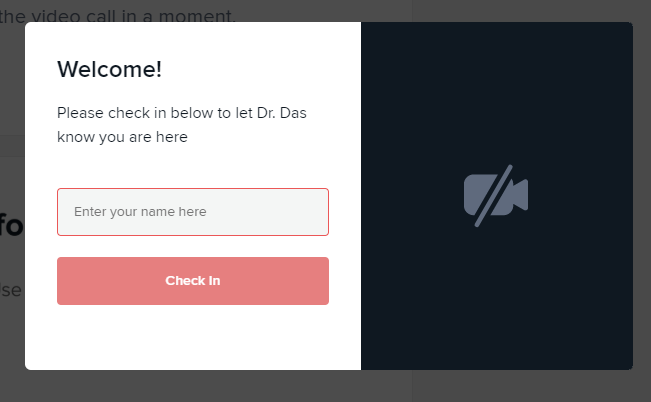 the video call in a moment.
Welcome!
Please check in below to let Dr. Das
know you are here
fo
Enter your name here
Check In